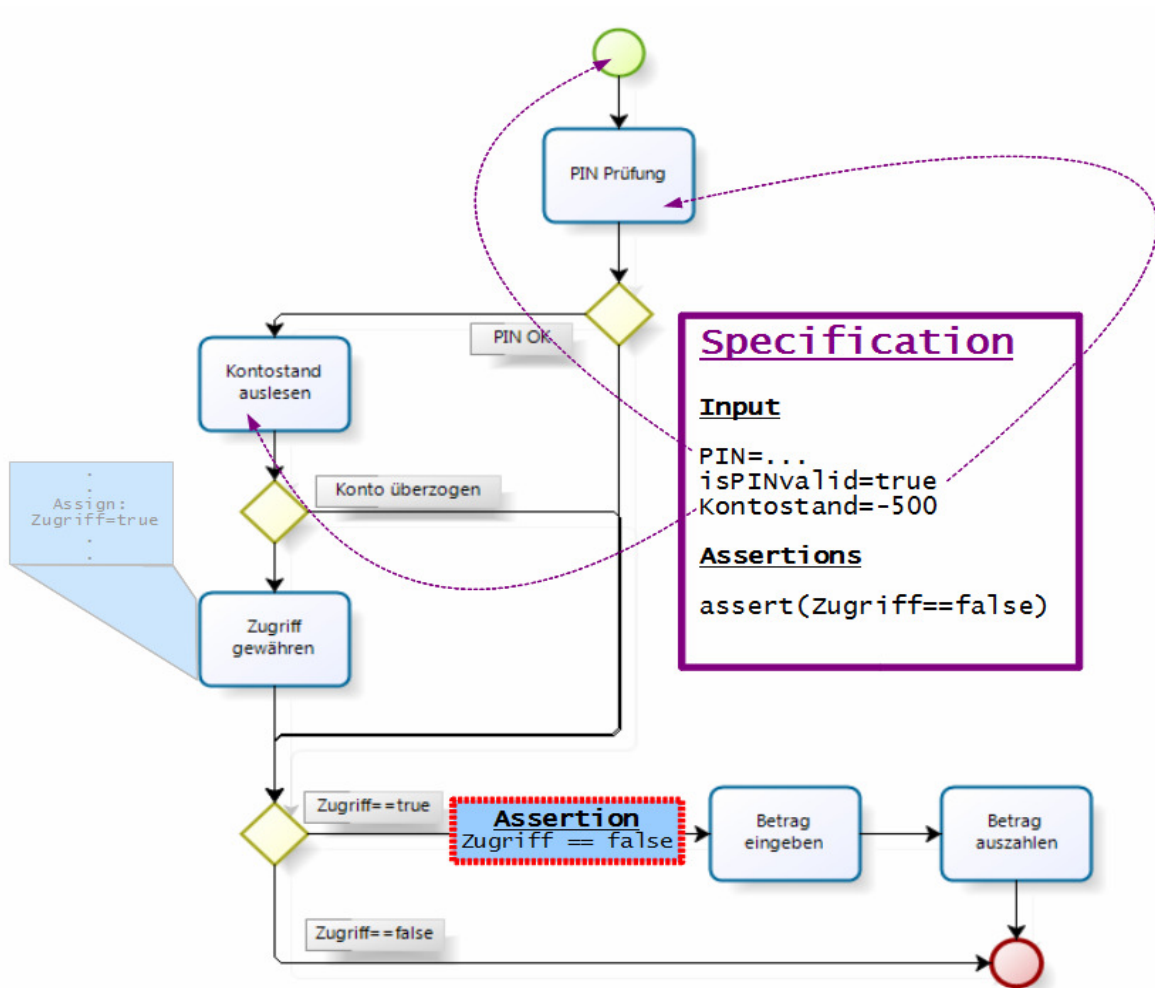 PIN Prüfung
PIN OK
Specification
Kontostand
auslesen
Input
PIN=...
isPINvalid=true
Kontostand=-500
Konto überzogen
.
.
Assign:
Zugriff=true
.
.
Assertions
assert(Zugriff==false)
Zugriff
gewähren
Zugriff==true
Assertion
Zugriff == false
Betrag
eingeben
Betrag
auszahlen
Zugriff==false